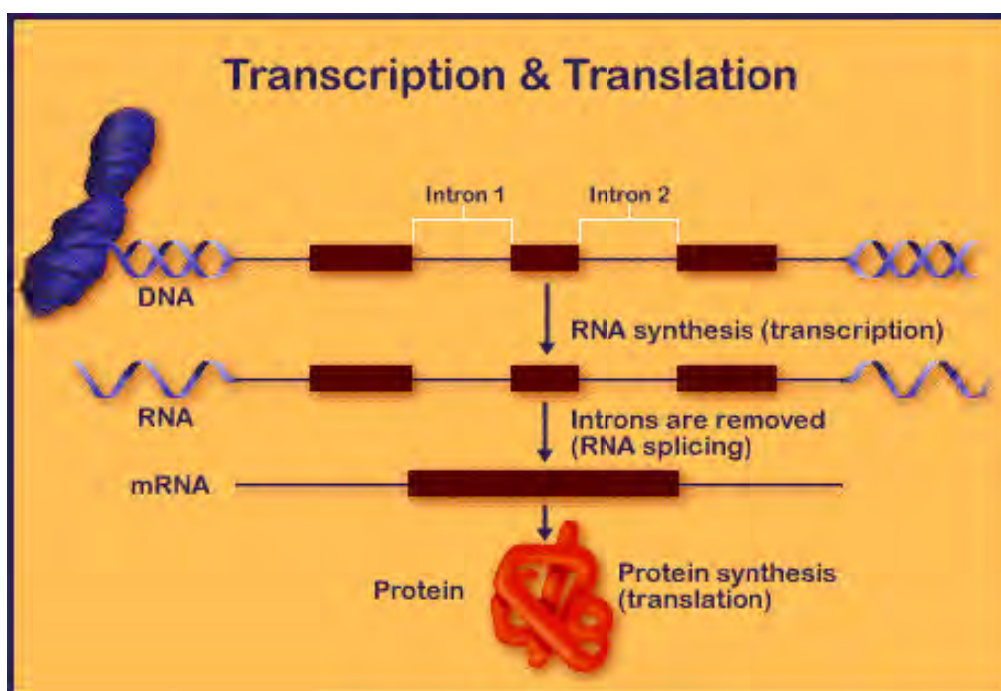 Transcription & Translation
Intron 1
Intron 2
DNA
RNA synthesis (transcription)
RNA
Introns are removed
(RNA splicing)
mRNA
Protein
Protein synthesis
(translation)